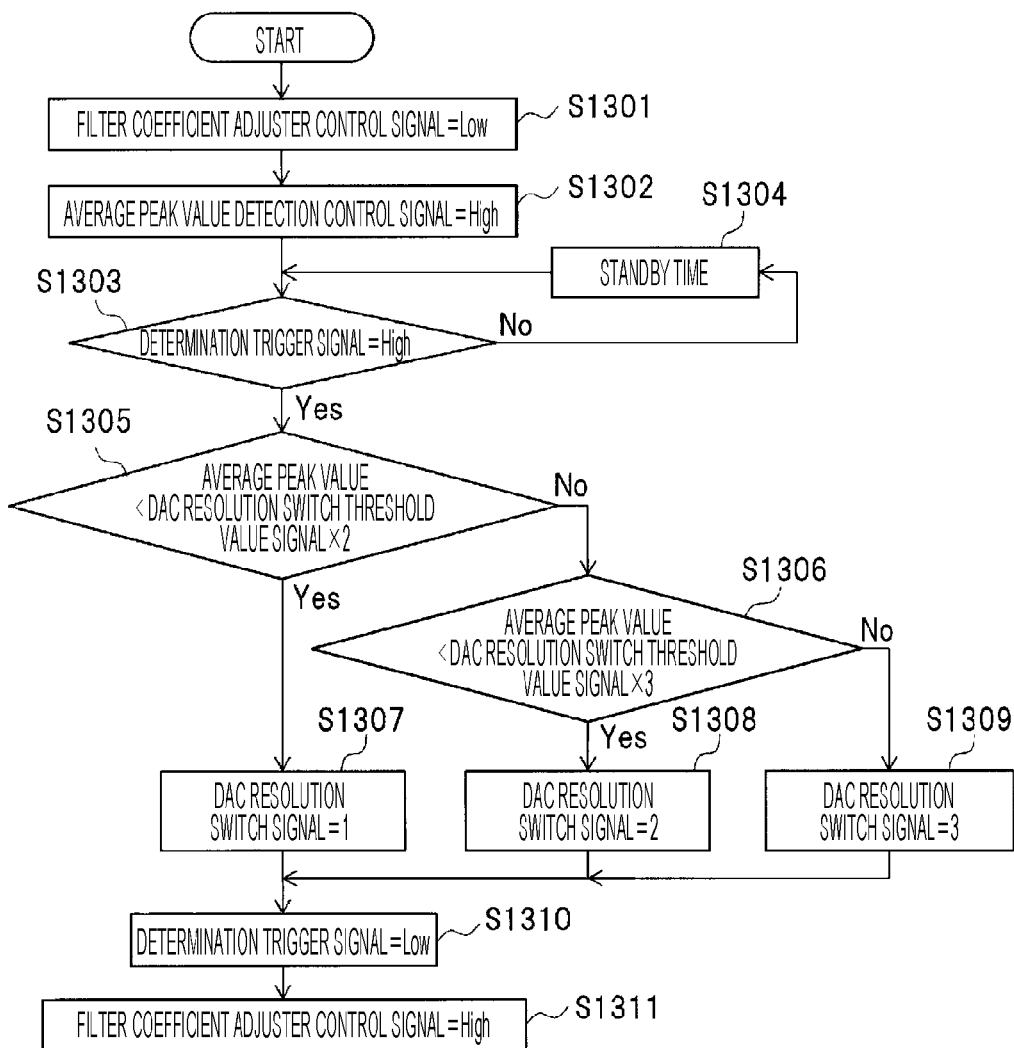 START
S1301
FILTER COEFFICIENT ADJUSTER CONTROL SIGNAL=Low
S1302
AVERAGE PEAK VALUE DETECTION CONTROL SIGNAL=High
S1304
STANDBY TIME
S1303
DETERMINATION TRIGGER SIGNAL=High
No
Yes
S1305
AVERAGE PEAK VALUE
<DAC RESOLUTION SWITCH THRESHOLD
VALUE SIGNAL×2
No
Yes
S1306
AVERAGE PEAK VALUE
<DAC RESOLUTION SWITCH THRESHOLD
VALUE SIGNAL×3
No
Yes
S1307
DAC RESOLUTION
SWITCH SIGNAL=1
S1308
DAC RESOLUTION
SWITCH SIGNAL=2
S1309
DAC RESOLUTION
SWITCH SIGNAL=3
S1310
DETERMINATION TRIGGER SIGNAL=Low
S1311
FILTER COEFFICIENT ADJUSTER CONTROL SIGNAL=High